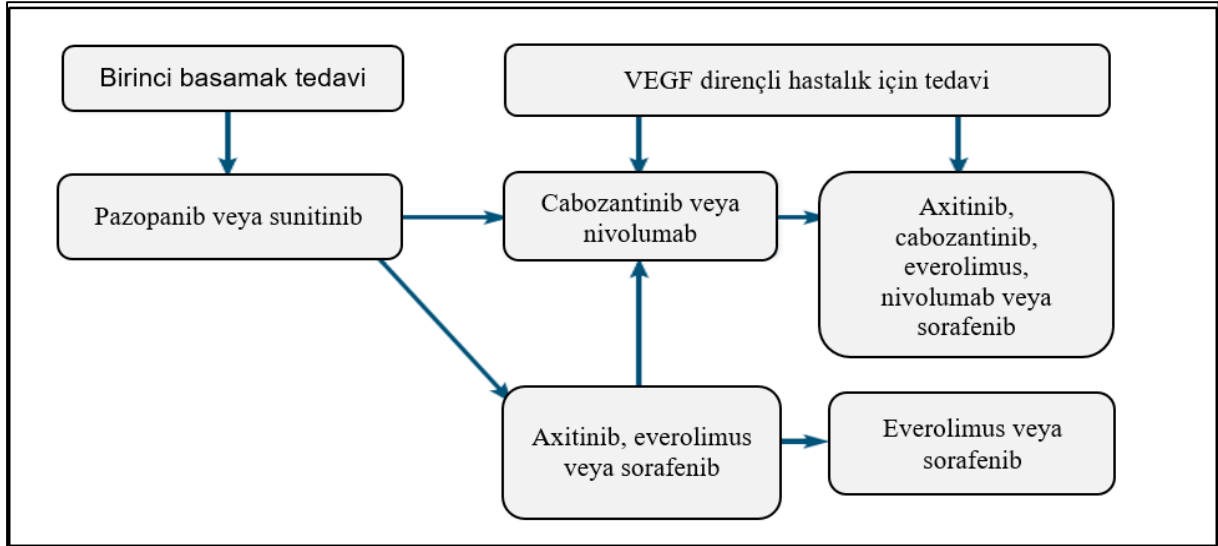 Birinci basamak tedavi
VEGF dirençli hastalık için tedavi
Pazopanib veya sunitinib
Cabozantinib veya
nivolumab
Axitinib,
cabozantinib,
everolimus,
nivolumab veya
sorafenib
Axitinib, everolimus
veya sorafenib
Everolimus veya
sorafenib